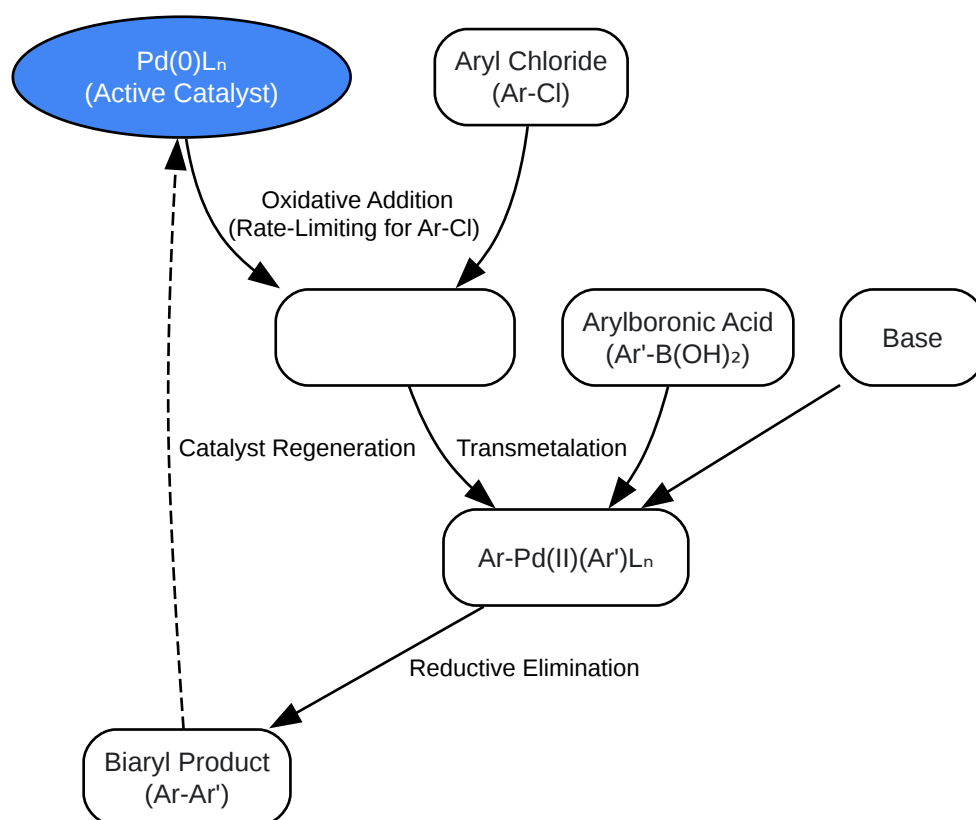 Pd(0)Lₙ
(Active Catalyst)
Aryl Chloride
(Ar-Cl)
Oxidative Addition
(Rate-Limiting for Ar-Cl)
Arylboronic Acid
(Ar'-B(OH)₂)
Base
Catalyst Regeneration
Transmetalation
Ar-Pd(II)(Ar')Lₙ
Reductive Elimination
Biaryl Product
(Ar-Ar')